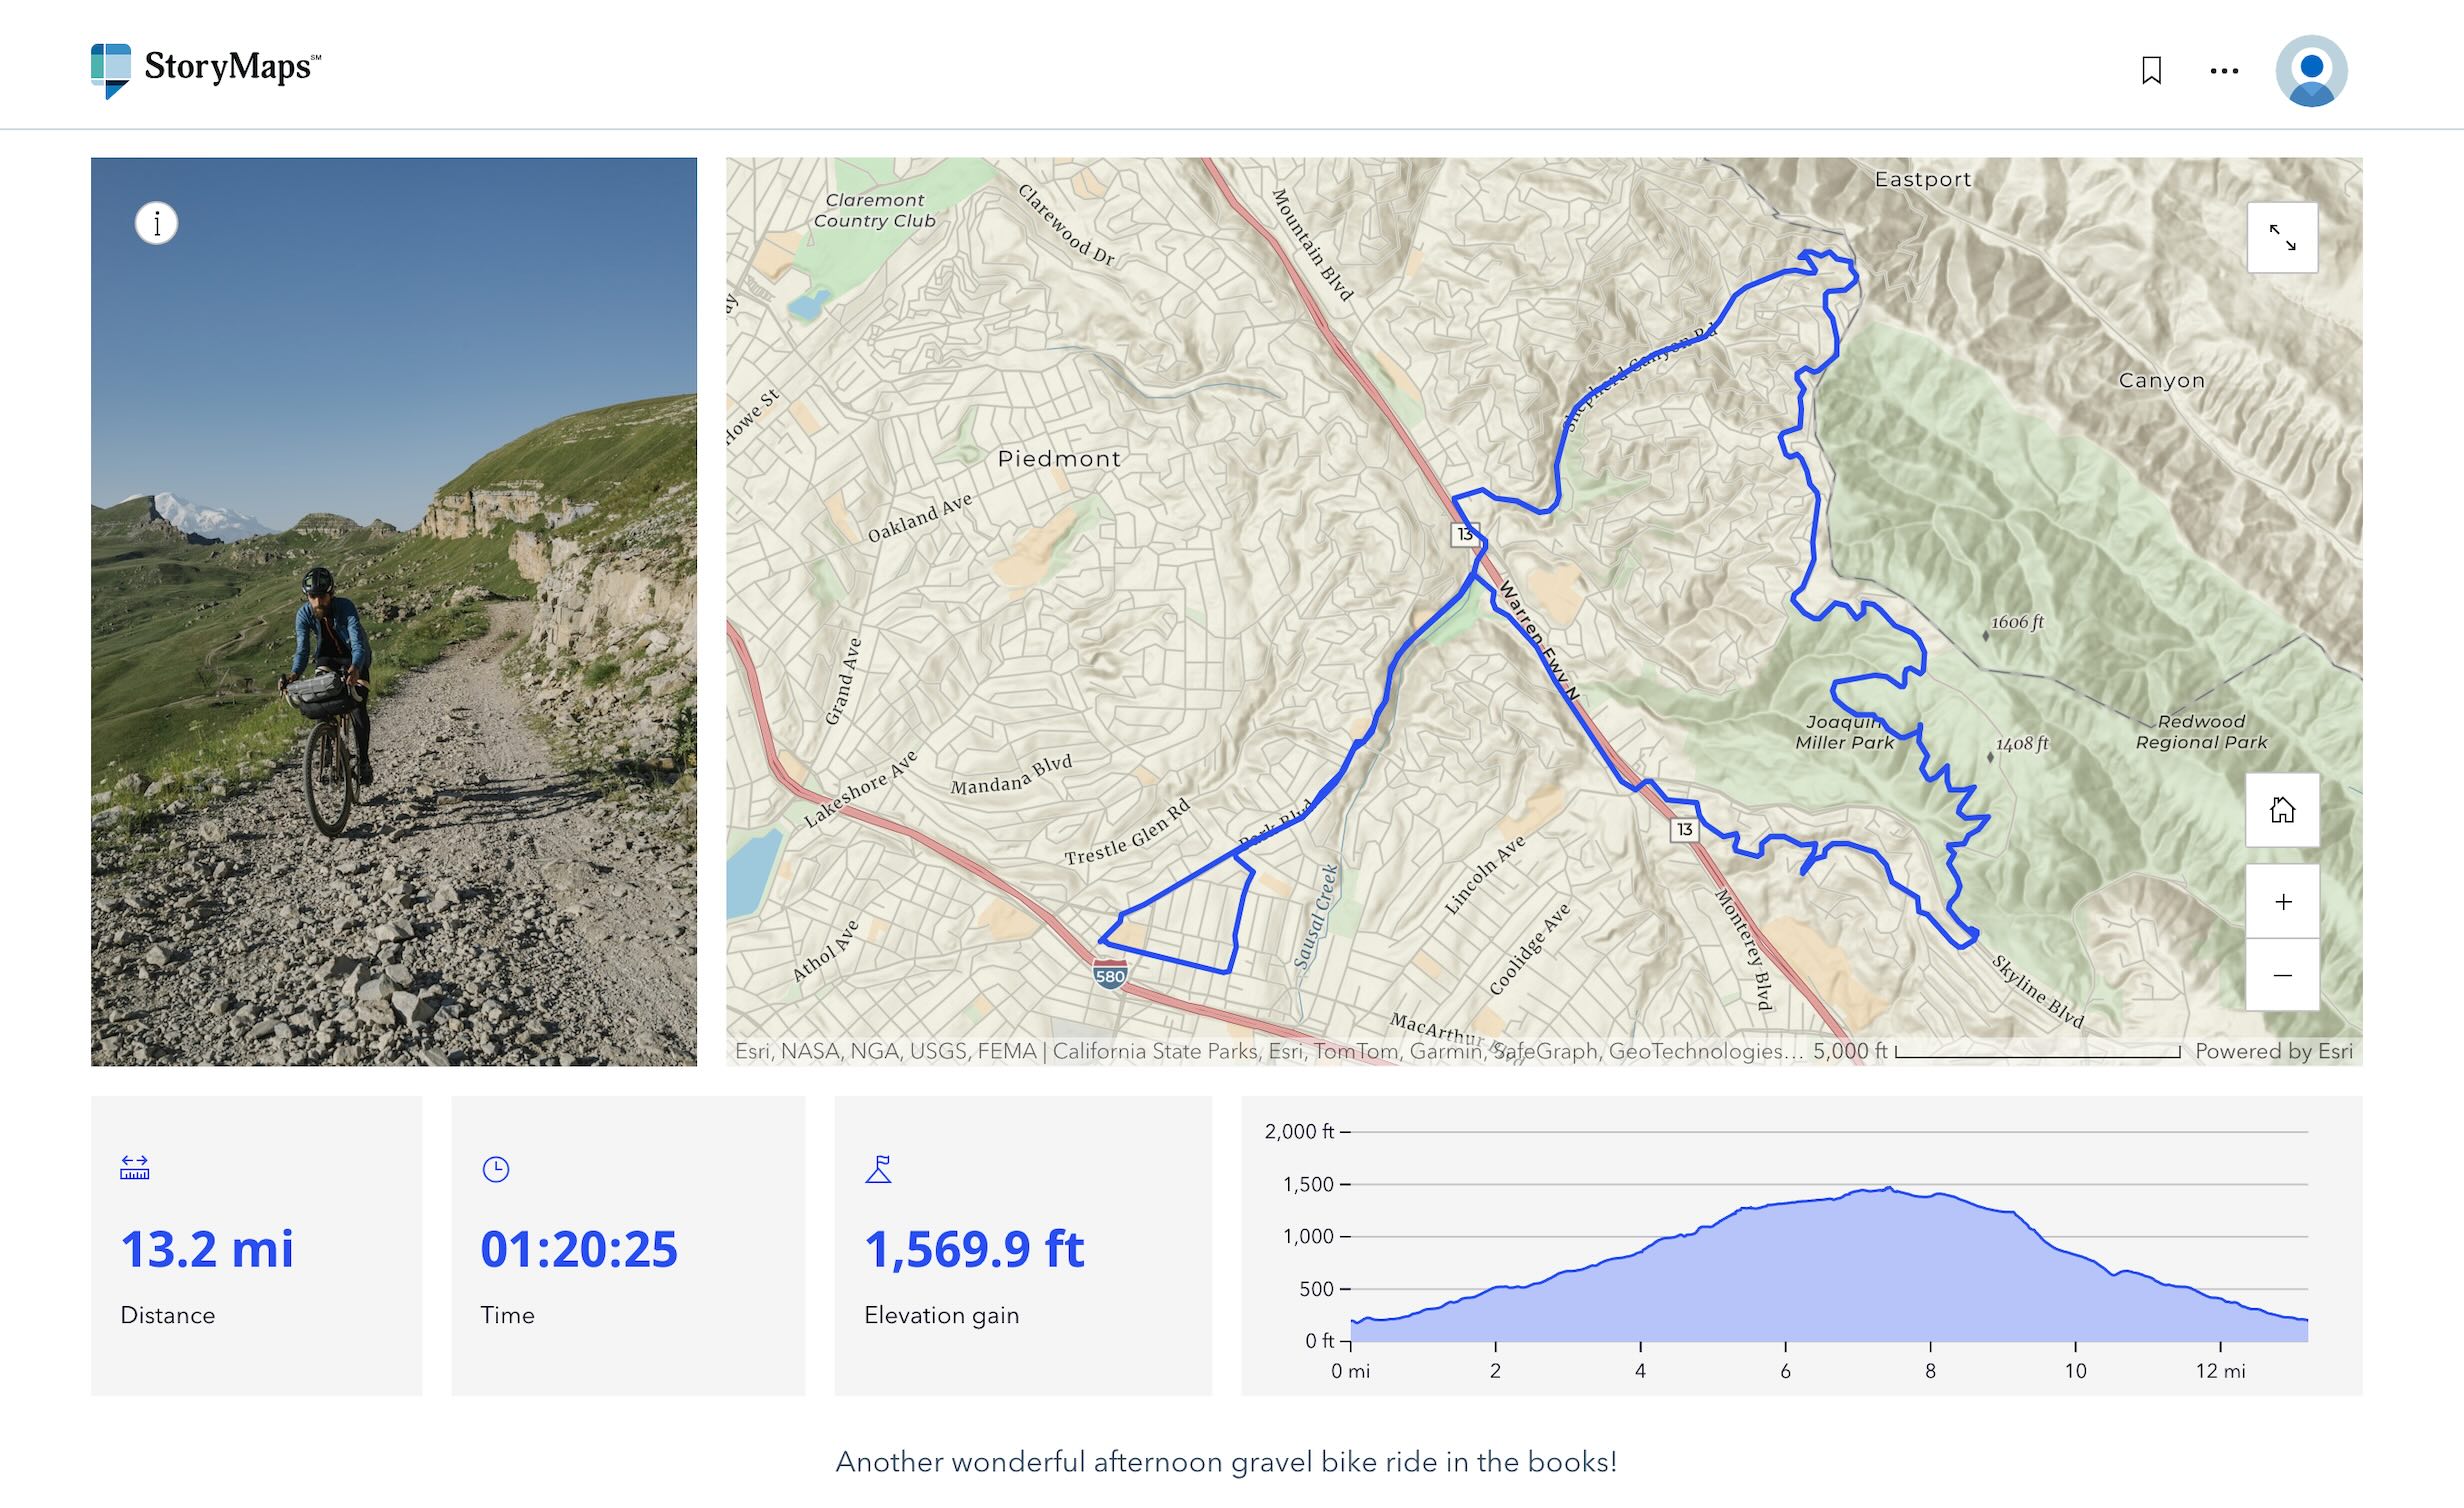 StoryMaps℠
i
Eastport
Claremont
Country Club
Clarewood Dr
Mountain Blvd
Shepherd Canyon Rd
Canyon
Howe St
Piedmont
Oakland Ave
13
Warren Fwy N
1606 ft
Grand Ave
Joaquin
Miller Park
1408 ft
Redwood
Regional Park
Lakeshore Ave
Mandana Blvd
Trestle Glen Rd
Park Blvd
13
Lincoln Ave
Sausal Creek
Coolidge Ave
Monterey Blvd
Athol Ave
580
Skyline Blvd
MacArthur Blvd
Esri, NASA, NGA, USGS, FEMA | California State Parks, Esri, TomTom, Garmin, SafeGraph, GeoTechnologies... 5,000 ft Powered by Esri
13.2 mi
Distance
01:20:25
Time
1,569.9 ft
Elevation gain
2,000 ft
1,500
1,000
500
0 ft
0 mi 2 4 6 8 10 12 mi
Another wonderful afternoon gravel bike ride in the books!